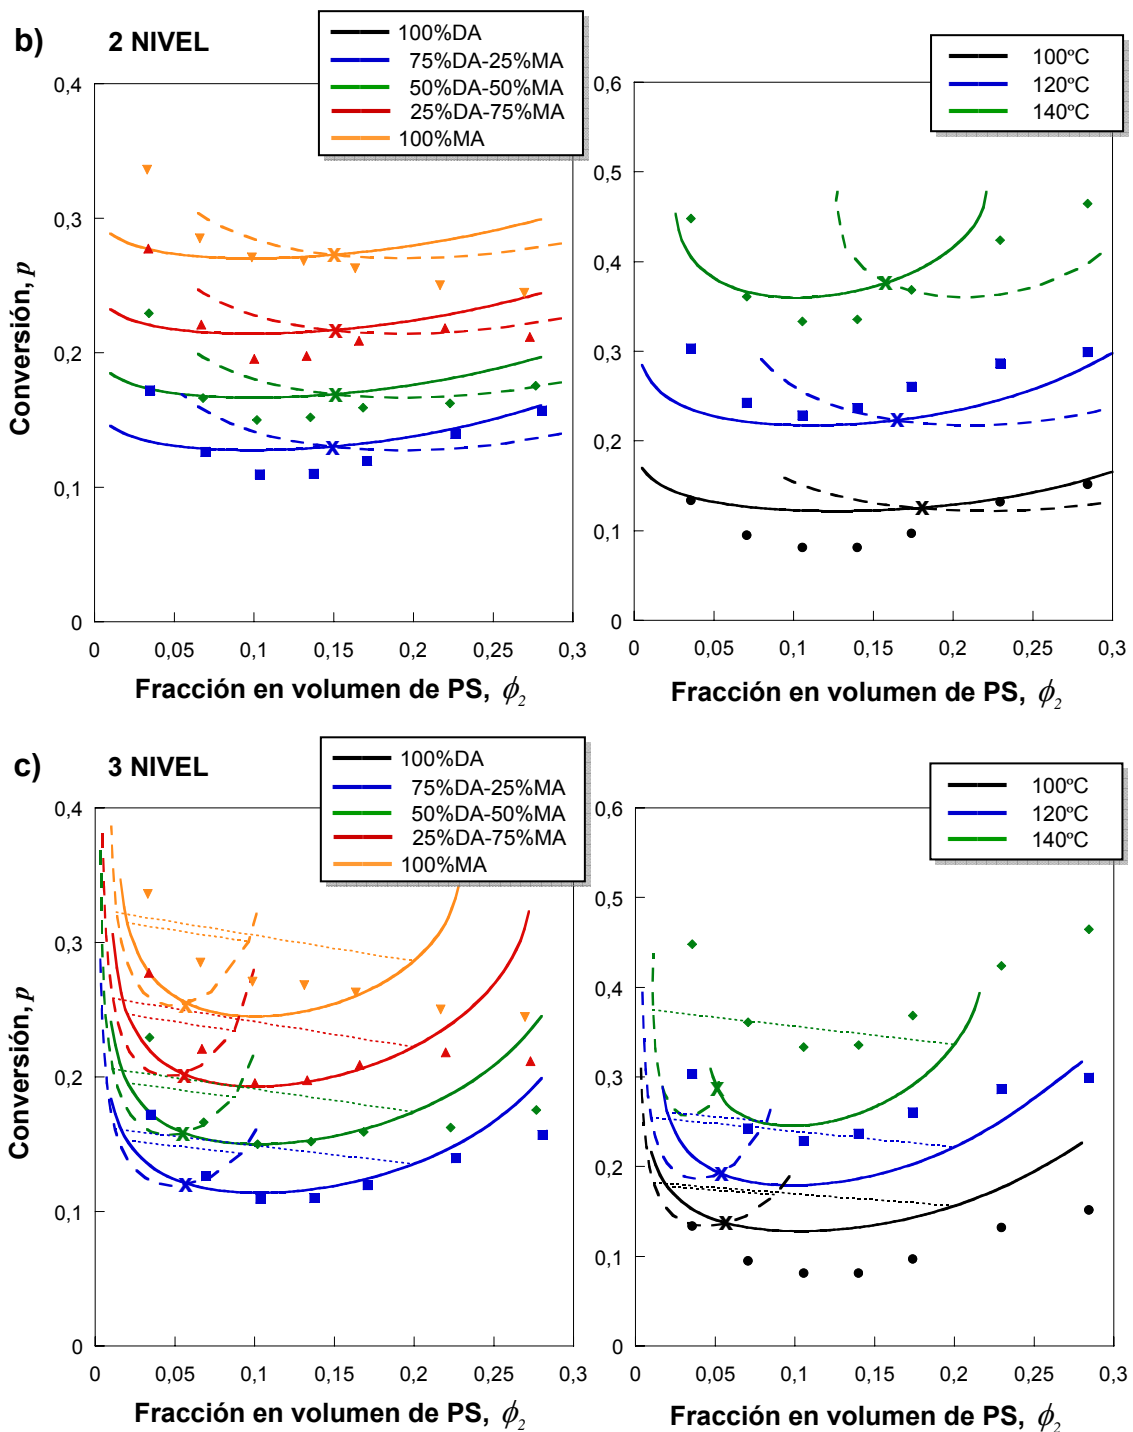 b) 2 NIVEL
100%DA
75%DA-25%MA
50%DA-50%MA
25%DA-75%MA
100%MA
100ºC
120ºC
140ºC
0,4
0,3
0,2
0,1
0
Conversión, p
0 0,05 0,1 0,15 0,2 0,25 0,3
Fracción en volumen de PS, ϕ2
0,6
0,5
0,4
0,3
0,2
0,1
0
0 0,05 0,1 0,15 0,2 0,25 0,3
Fracción en volumen de PS, ϕ2
c) 3 NIVEL
100%DA
75%DA-25%MA
50%DA-50%MA
25%DA-75%MA
100%MA
100ºC
120ºC
140ºC
0,4
0,3
0,2
0,1
0
Conversión, p
0 0,05 0,1 0,15 0,2 0,25 0,3
Fracción en volumen de PS, ϕ2
0,6
0,5
0,4
0,3
0,2
0,1
0
0 0,05 0,1 0,15 0,2 0,25 0,3
Fracción en volumen de PS, ϕ2